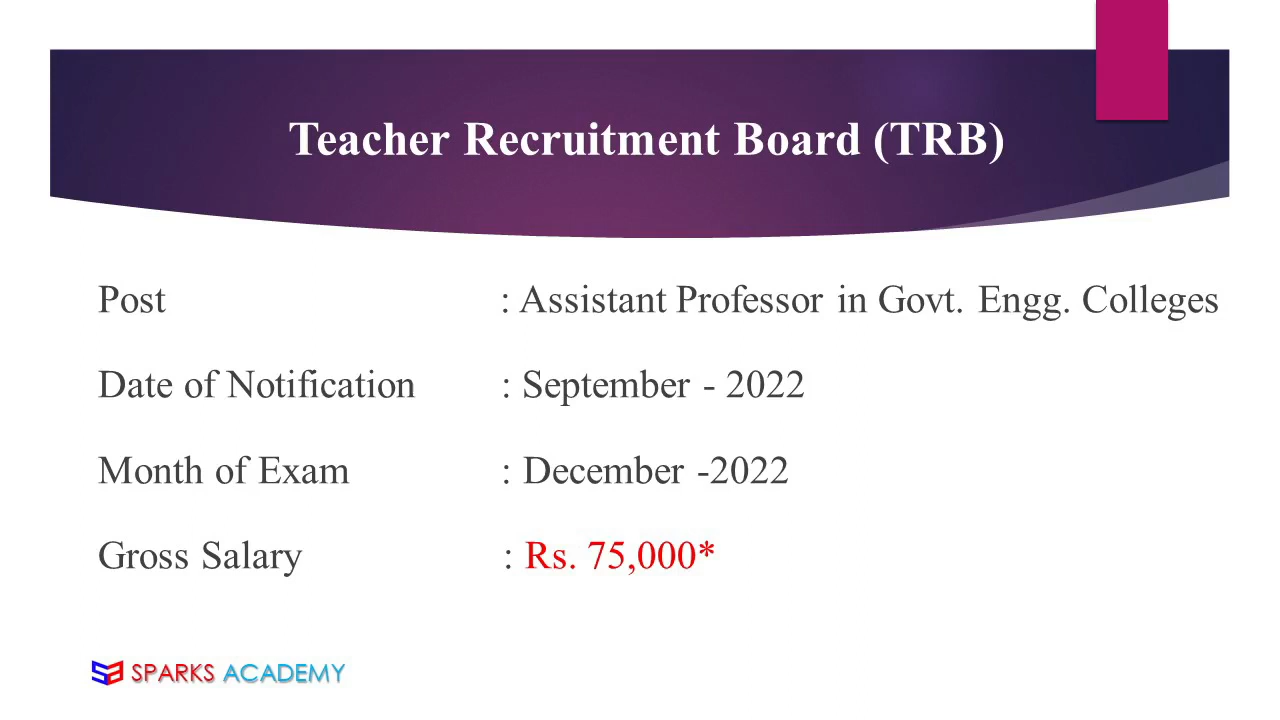 Teacher Recruitment Board (TRB)
Post : Assistant Professor in Govt. Engg. Colleges
Date of Notification : September - 2022
Month of Exam : December -2022
Gross Salary : Rs. 75,000*
SPARKS ACADEMY